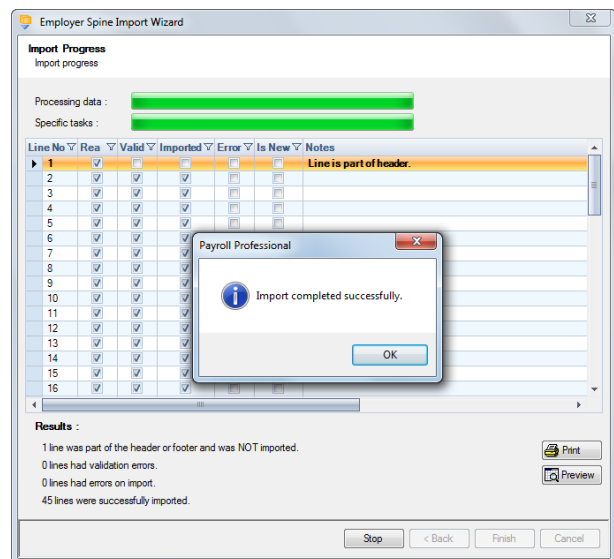 Employer Spine Import Wizard
Import Progress
Import progress
Processing data :
Specific tasks :
Line No Rea Valid Imported Error Is New Notes
1 Line is part of header.
2
3
4
5
6
7
8
9
10
11
12
13
14
15
16
Payroll Professional
Import completed successfully.
OK
Results :
1 line was part of the header or footer and was NOT imported.
0 lines had validation errors.
0 lines had errors on import.
45 lines were successfully imported.
Print
Preview
Stop
< Back
Finish
Cancel